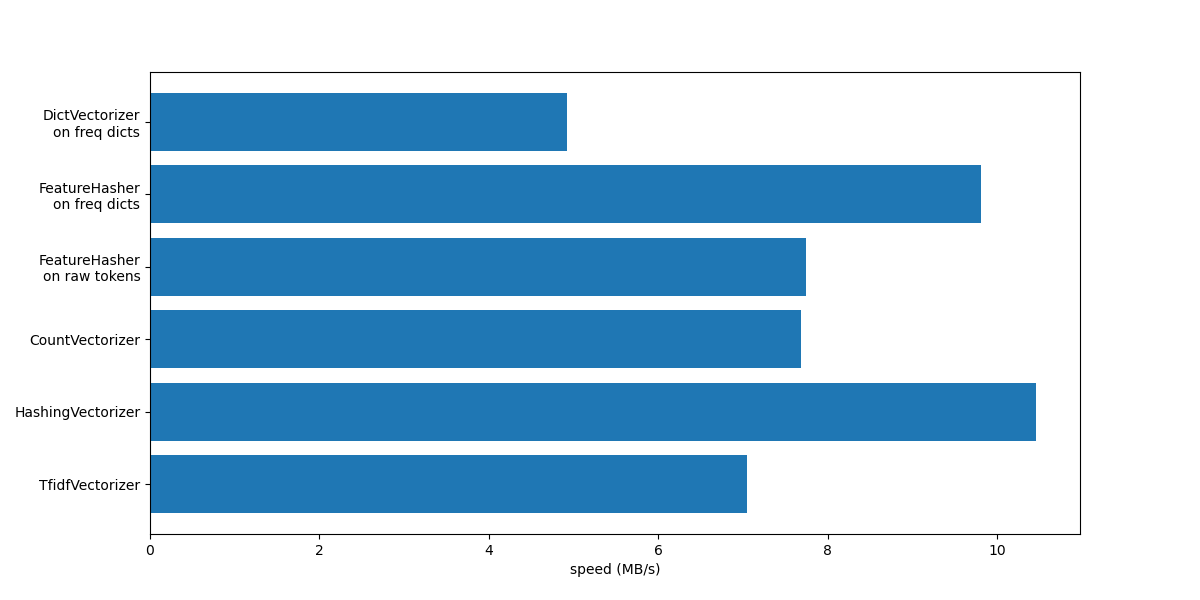 DictVectorizer
on freq dicts
FeatureHasher
on freq dicts
FeatureHasher
on raw tokens
CountVectorizer
HashingVectorizer
TfidfVectorizer
0 2 4 6 8 10
speed (MB/s)